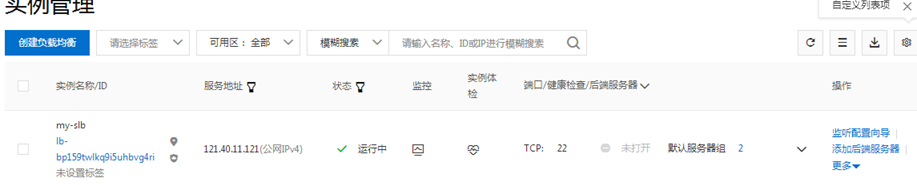 实例管理
自定义列表项
创建负载均衡
请选择标签
可用区： 全部
模糊搜索
请输入名称、ID或IP进行模糊搜索
实例名称/ID
服务地址
状态
监控
实例体
检
端口/健康检查/后端服务器
操作
my-slb
lb-
bp159twlkq9i5uhbvg4ri
未设置标签
121.40.11.121(公网IPv4)
运行中
TCP: 22
未打开
默认服务器组 2
监听配置向导
添加后端服务器
更多